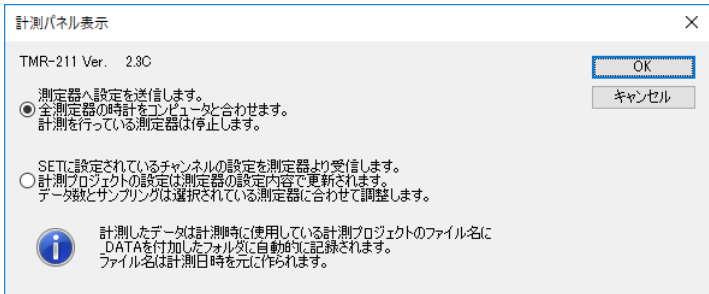 計測パネル表示
TMR-211 Ver. 2.3C
OK
測定器へ設定を送信します。
全測定器の時計をコンピュータと合わせます。
計測を行っている測定器は停止します。
キャンセル
SETに設定されているチャンネルの設定を測定器より受信します。
計測プロジェクトの設定は測定器の設定内容で更新されます。
データ数とサンプリングは選択されている測定器に合わせて調整します。
計測したデータは計測時に使用している計測プロジェクトのファイル名に
_DATAを付加したフォルダに自動的に記録されます。
ファイル名は計測日時を元に作られます。